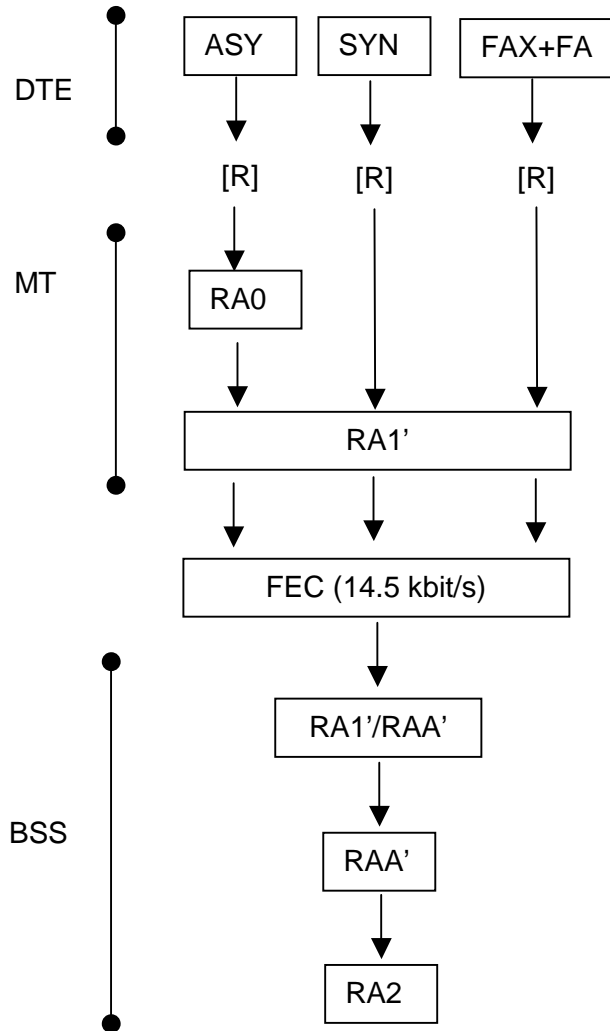 ASY SYN FAX+FA
DTE
[R] [R] [R]
MT
RA0
RA1’
FEC (14.5 kbit/s)
RA1’/RAA’
BSS
RAA’
RA2